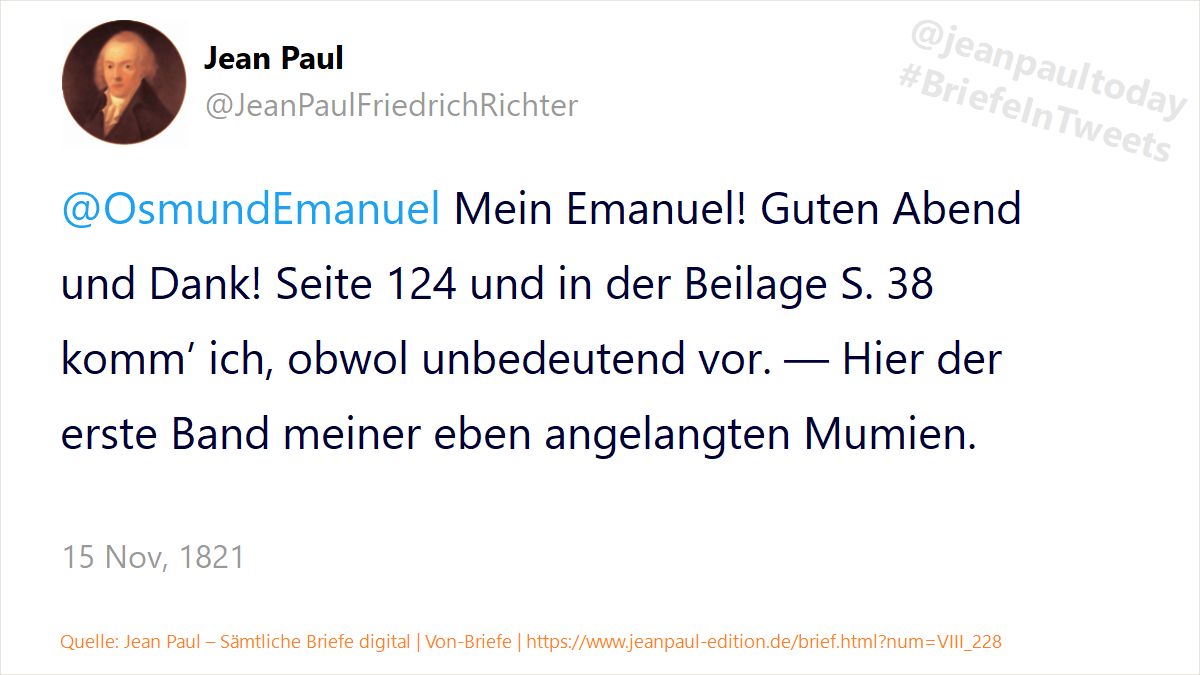 Jean Paul
@JeanPaulFriedrichRichter
@jeanpaultoday
#BriefeInTweets
@OsmundEmanuel Mein Emanuel! Guten Abend
und Dank! Seite 124 und in der Beilage S. 38
komm’ ich, obwol unbedeutend vor. — Hier der
erste Band meiner eben angelangten Mumien.
15 Nov, 1821
Quelle: Jean Paul – Sämtliche Briefe digital | Von-Briefe | https://www.jeanpaul-edition.de/brief.html?num=VIII_228